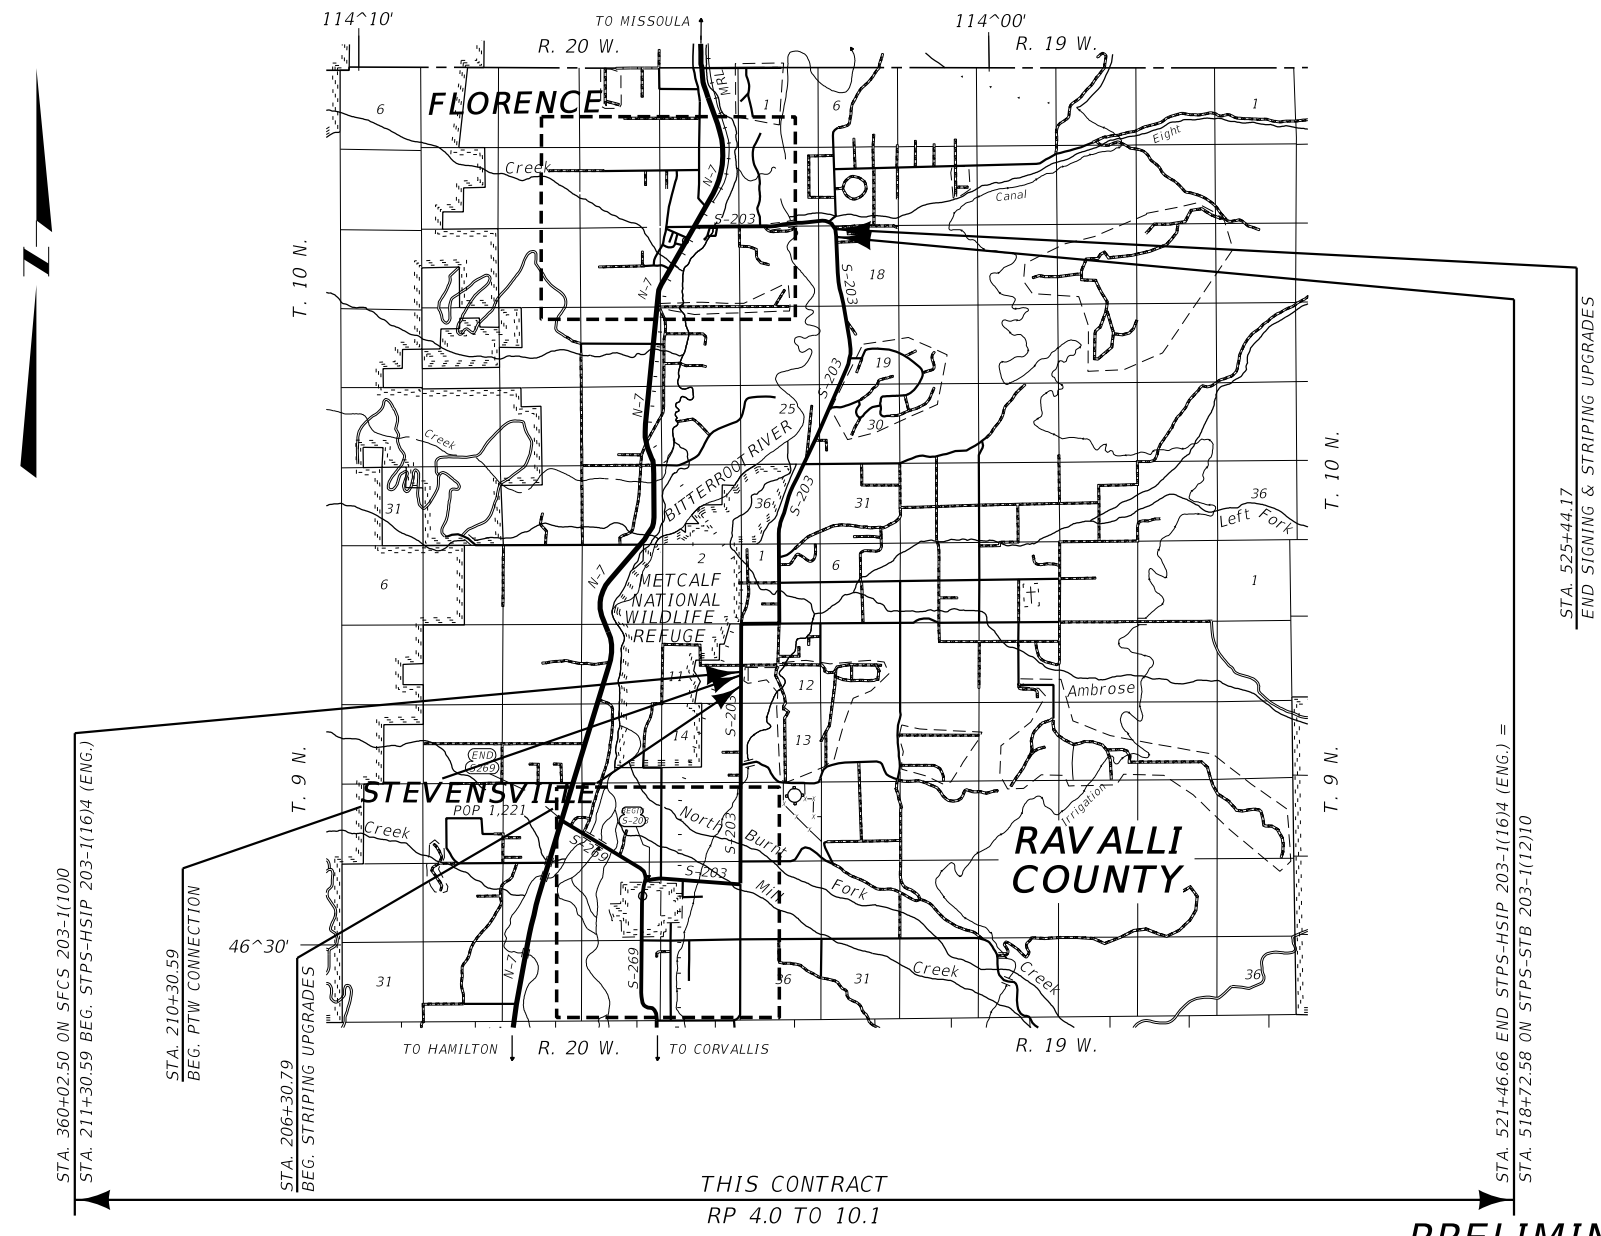 114^10'
TO MISSOULA
114^00'
R. 20 W.
R. 19 W.
MRL
6
FLORENCE
1
6
1
Eight
Creek
N-7
Canal
S-203
T. 10 N.
N-7
S-203
18
19
S-203
N-7
25
30
Creek
BITTERROOT RIVER
T. 10 N.
31
36
S-203
31
36
Left Fork
END SIGNING & STRIPING UPGRADES
STA. 525+44.17
6
N-7
2
1
6
1
METCALF
NATIONAL
WILDLIFE
REFUGE
11
12
Ambrose
S-203
14
13
END
S269
T. 9 N.
T. 9 N.
STEVENSVILLE
POP 1,221
BEGIN
S-203
Irrigation
Creek
S-269
North Burnt
Fork
S-203
RAVALLI
COUNTY
S-203
Mill
Creek
Creek
46^30'
N-7
S-269
31
36
31
36
TO HAMILTON
R. 20 W.
TO CORVALLIS
R. 19 W.
STA. 360+02.50 ON SFCS 203-1(10)0
STA. 211+30.59 BEG. STPS-HSIP 203-1(16)4 (ENG.)
STA. 210+30.59
BEG. PTW CONNECTION
STA. 206+30.79
BEG. STRIPING UPGRADES
STA. 521+46.66 END STPS-HSIP 203-1(16)4 (ENG.) =
STA. 518+72.58 ON STPS-STB 203-1(12)10
THIS CONTRACT
RP 4.0 TO 10.1